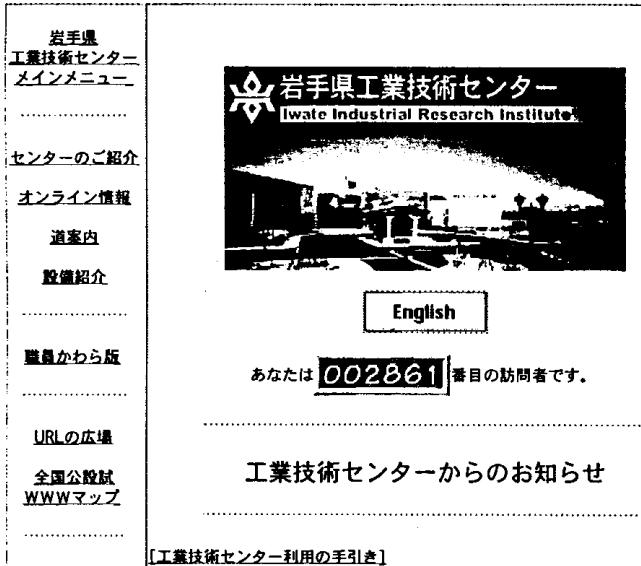 岩手県
工業技術センター
メインメニュー
センターのご紹介
オンライン情報
道案内
設備紹介
職員かわら版
URLの広場
全国公設試
WWWマップ
岩手県工業技術センター
Iwate Industrial Research Institute
English
あなたは 002861 番目の訪問者です。
工業技術センターからのお知らせ
[工業技術センター利用の手引き]